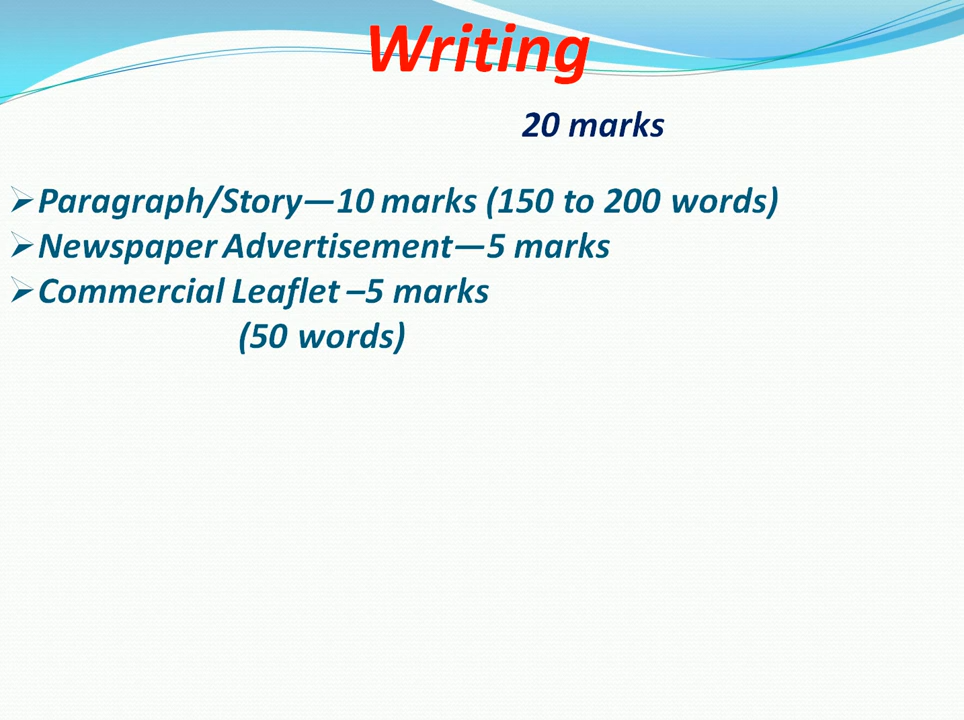 Writing
20 marks
➢Paragraph/Story—10 marks (150 to 200 words)
➢Newspaper Advertisement—5 marks
➢Commercial Leaflet –5 marks
(50 words)